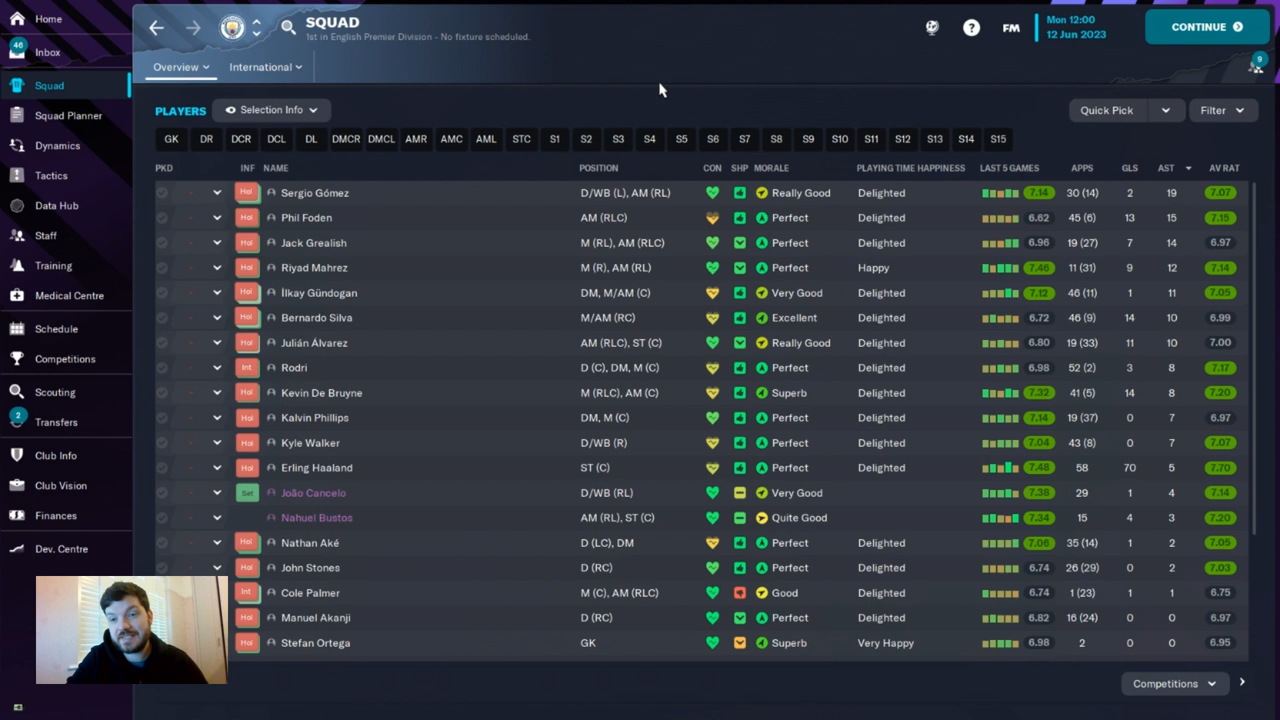 Home
SQUAD
1st in English Premier Division - No fixture scheduled.
FM
Mon 12:00
12 Jun 2023
CONTINUE
46
Inbox
Overview
International
9
Squad
Squad Planner
Dynamics
Tactics
Data Hub
Staff
Training
Medical Centre
Schedule
Competitions
Scouting
2
Transfers
Club Info
Club Vision
Finances
Dev. Centre
PLAYERS Selection Info Quick Pick Filter
GK DR DCR DCL DL DMCR DMCL AMR AMC AML STC S1 S2 S3 S4 S5 S6 S7 S8 S9 S10 S11 S12 S13 S14 S15
PKD INF NAME POSITION CON SHP MORALE PLAYING TIME HAPPINESS LAST 5 GAMES APPS GLS AST AV RAT
Hol Sergio Gómez D/WB (L), AM (RL) Really Good Delighted 7.14 30 (14) 2 19 7.07
Hol Phil Foden AM (RLC) Perfect Delighted 6.62 45 (6) 13 15 7.15
Hol Jack Grealish M (RL), AM (RLC) Perfect Delighted 6.96 19 (27) 7 14 6.97
Hol Riyad Mahrez M (R), AM (RL) Perfect Happy 7.46 11 (31) 9 12 7.14
Hol İlkay Gündogan DM, M/AM (C) Very Good Delighted 7.12 46 (11) 1 11 7.05
Hol Bernardo Silva M/AM (RC) Excellent Delighted 6.72 46 (9) 14 10 6.99
Hol Julián Álvarez AM (RLC), ST (C) Really Good Delighted 6.80 19 (33) 11 10 7.00
Int Rodri D (C), DM, M (C) Perfect Delighted 6.98 52 (2) 3 8 7.17
Hol Kevin De Bruyne M (RLC), AM (C) Superb Delighted 7.32 41 (5) 14 8 7.20
Hol Kalvin Phillips DM, M (C) Perfect Delighted 7.14 19 (37) 0 7 6.97
Hol Kyle Walker D/WB (R) Perfect Delighted 7.04 43 (8) 0 7 7.07
Hol Erling Haaland ST (C) Perfect Delighted 7.48 58 70 5 7.70
Set João Cancelo D/WB (RL) Very Good 7.38 29 1 4 7.14
Nahuel Bustos AM (RL), ST (C) Quite Good 7.34 15 4 3 7.20
Hol Nathan Aké D (LC), DM Perfect Delighted 7.06 35 (14) 1 2 7.05
Hol John Stones D (RC) Perfect Delighted 6.74 26 (29) 0 2 7.03
Int Cole Palmer M (C), AM (RLC) Good Delighted 6.74 1 (23) 1 1 6.75
Hol Manuel Akanji D (RC) Perfect Delighted 6.82 16 (24) 0 0 6.97
Hol Stefan Ortega GK Superb Very Happy 6.98 2 0 0 6.95
Competitions